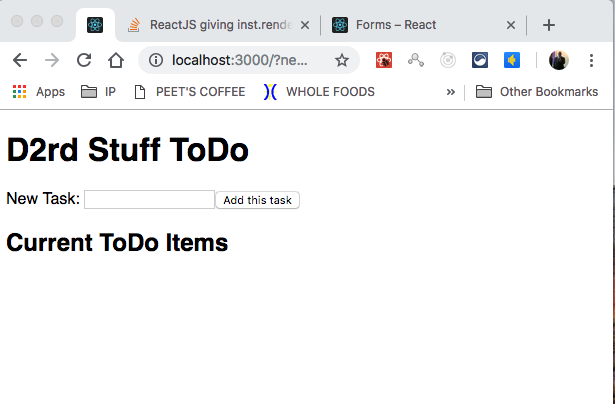 ReactJS giving inst.rende
Forms – React
localhost:3000/?ne...
Apps IP PEET'S COFFEE WHOLE FOODS » Other Bookmarks
D2rd Stuff ToDo
New Task: Add this task
Current ToDo Items